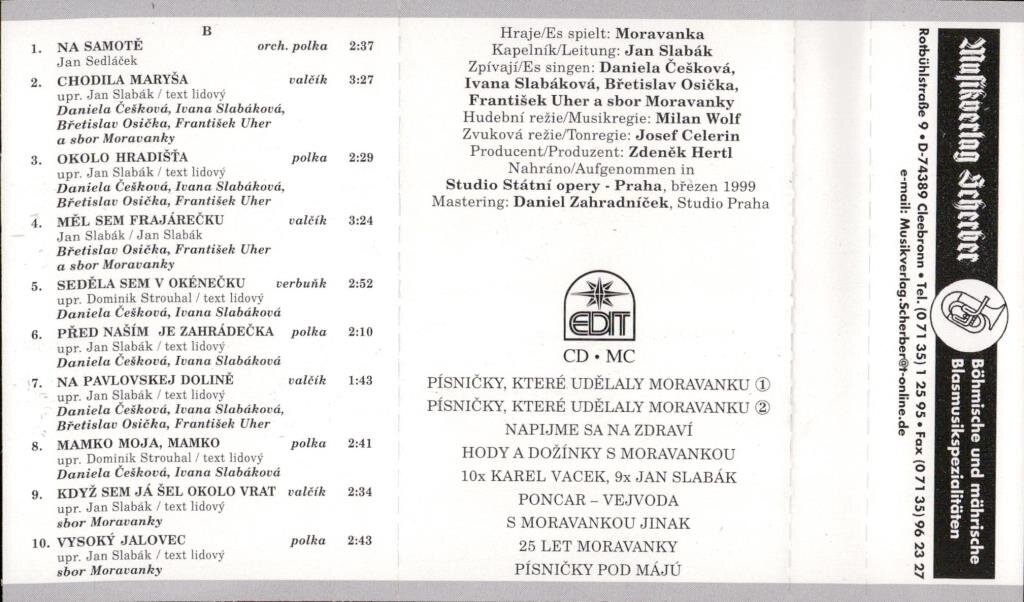 B
1. NA SAMOTĚ orch. polka 2:37
Jan Sedláček
2. CHODILA MARYŠA valčík 3:27
upr. Jan Slabák / text lidový
Daniela Češková, Ivana Slabáková,
Břetislav Osička, František Uher
a sbor Moravanky
3. OKOLO HRADIŠŤA polka 2:29
upr. Jan Slabák / text lidový
Daniela Češková, Ivana Slabáková,
Břetislav Osička, František Uher
4. MĚL SEM FRAJÁREČKU valčík 3:24
Jan Slabák / Jan Slabák
Břetislav Osička, František Uher
a sbor Moravanky
5. SEDĚLA SEM V OKÉNEČKU verbuňk 2:52
upr. Dominik Strouhal / text lidový
Daniela Češková
6. PŘED NAŠÍM JE ZAHRÁDEČKA polka 2:10
upr. Jan Slabák / text lidový
Daniela Češková, Ivana Slabáková
7. NA PAVLOVSKEJ DOLINĚ valčík 1:43
upr. Jan Slabák / text lidový
Daniela Češková, Ivana Slabáková,
Břetislav Osička, František Uher
8. MAMKO MOJA, MAMKO polka 2:41
upr. Dominik Strouhal / text lidový
Daniela Češková, Ivana Slabáková
9. KDYŽ SEM JÁ ŠEL OKOLO VRAT valčík 2:34
upr. Jan Slabák / text lidový
sbor Moravanky
10. VYSOKÝ JALOVEC polka 2:43
upr. Jan Slabák / text lidový
sbor Moravanky
Hraje/Es spielt: Moravanka
Kapelník/Leitung: Jan Slabák
Zpívají/Es singen: Daniela Češková,
Ivana Slabáková, Břetislav Osička,
František Uher a sbor Moravanky
Hudební režie/Musikregie: Milan Wolf
Zvuková režie/Tonregie: Josef Celerin
Producent/Produzent: Zdeněk Hertl
Nahráno/Aufgenommen in
Studio Státní opery - Praha, březen 1999
Mastering: Daniel Zahradníček, Studio Praha
EDIT
CD • MC
PÍSNIČKY, KTERÉ UDĚLALY MORAVANKU ①
PÍSNIČKY, KTERÉ UDĚLALY MORAVANKU ②
NAPIJME SA NA ZDRAVÍ
HODY A DOŽÍNKY S MORAVANKOU
10x KAREL VACEK, 9x JAN SLABÁK
PONCAR – VEJVODA
S MORAVANKOU JINAK
25 LET MORAVANKY
PÍSNIČKY POD MÁJÚ
Musikverlag Scherber
Böhmische und mährische
Blasmusikspezialitäten
Rotbühlstraße 9 • D-74389 Cleebronn • Tel. (0 71 35) 1 25 95 • Fax (0 71 35) 96 23 27
e-mail: Musikverlag.Scherber@t-online.de